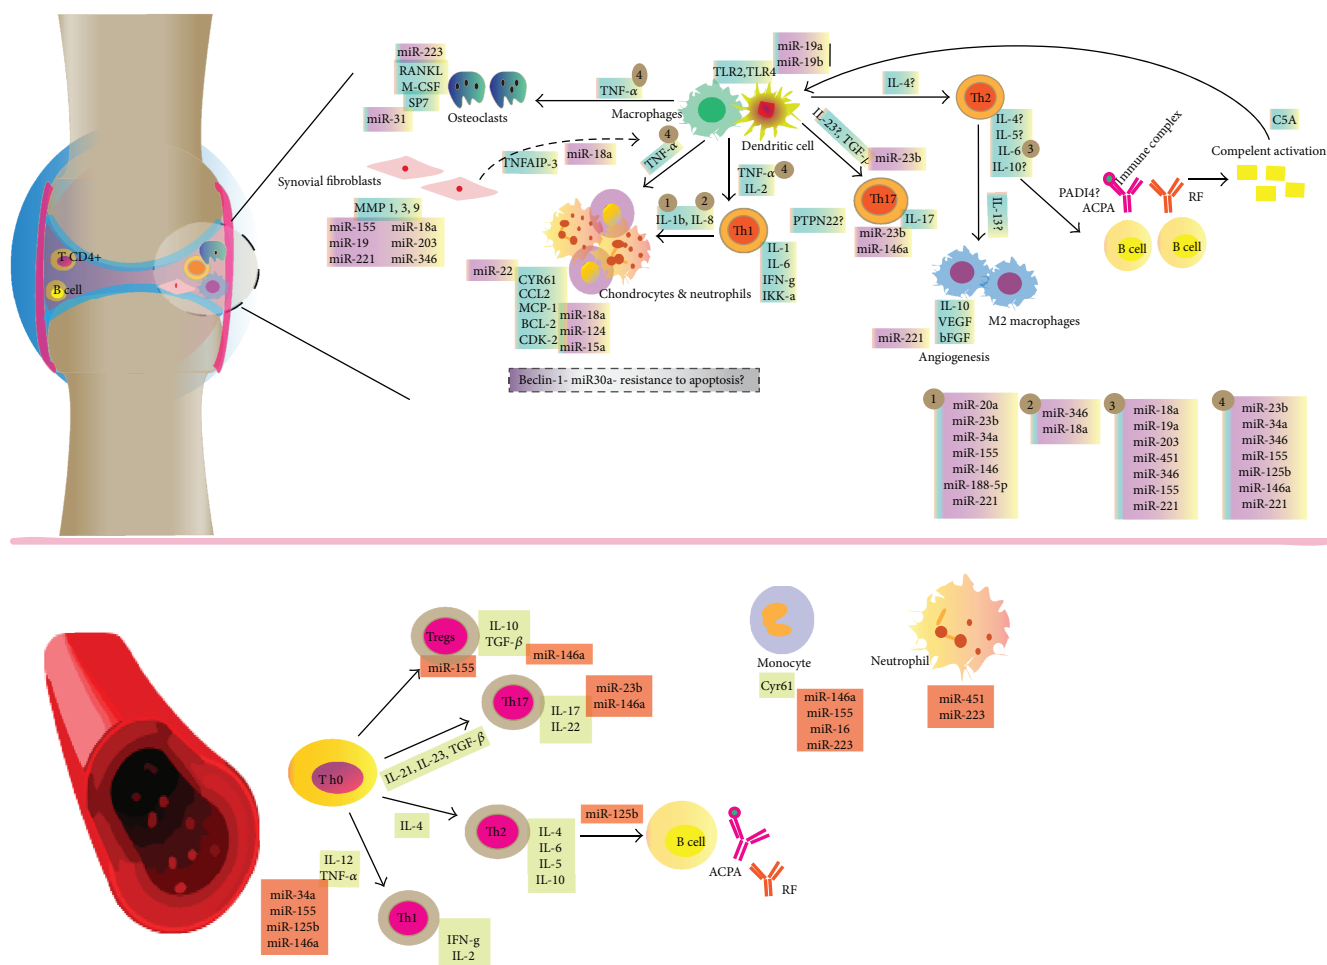 miR-223
RANKL
M-CSF
SP7
miR-31
Osteoclasts
TNF-α
4
Macrophages
TLR2,TLR4
miR-19a
miR-19b
Dendritic cell
IL-4?
Th2
IL-4?
IL-5?
IL-6
3
IL-10?
C5A
Compelent activation
Immune complex
PADI4?
ACPA
RF
B cell
B cell
Synovial fibroblasts
TNFAIP-3
miR-18a
4
TNF-α
MMP 1, 3, 9
miR-155
miR-18a
miR-19
miR-203
miR-221
miR-346
TNF-α
4
IL-2
IL-23?, TGF-β
miR-23b
Th17
IL-17
miR-23b
miR-146a
PTPN22?
1
2
IL-1b, IL-8
Th1
IL-1
IL-6
IFN-g
IKK-a
IL-13?
T CD4+
B cell
miR-22
CYR61
CCL2
MCP-1
BCL-2
CDK-2
miR-18a
miR-124
miR-15a
Chondrocytes & neutrophils
M2 macrophages
IL-10
VEGF
bFGF
miR-221
Angiogenesis
Beclin-1- miR30a- resistance to apoptosis?
1
miR-20a
miR-23b
miR-34a
miR-155
miR-146
miR-188-5p
miR-221
2
miR-346
miR-18a
3
miR-18a
miR-19a
miR-203
miR-451
miR-346
miR-155
miR-221
4
miR-23b
miR-34a
miR-346
miR-155
miR-125b
miR-146a
miR-221
Tregs
IL-10
TGF-β
miR-155
miR-146a
Th17
IL-17
IL-22
miR-23b
miR-146a
IL-21, IL-23, TGF-β
T h0
IL-4
Th2
IL-4
IL-6
IL-5
IL-10
miR-125b
B cell
ACPA
RF
IL-12
TNF-α
miR-34a
miR-155
miR-125b
miR-146a
Th1
IFN-g
IL-2
Monocyte
Cyr61
miR-146a
miR-155
miR-16
miR-223
Neutrophil
miR-451
miR-223